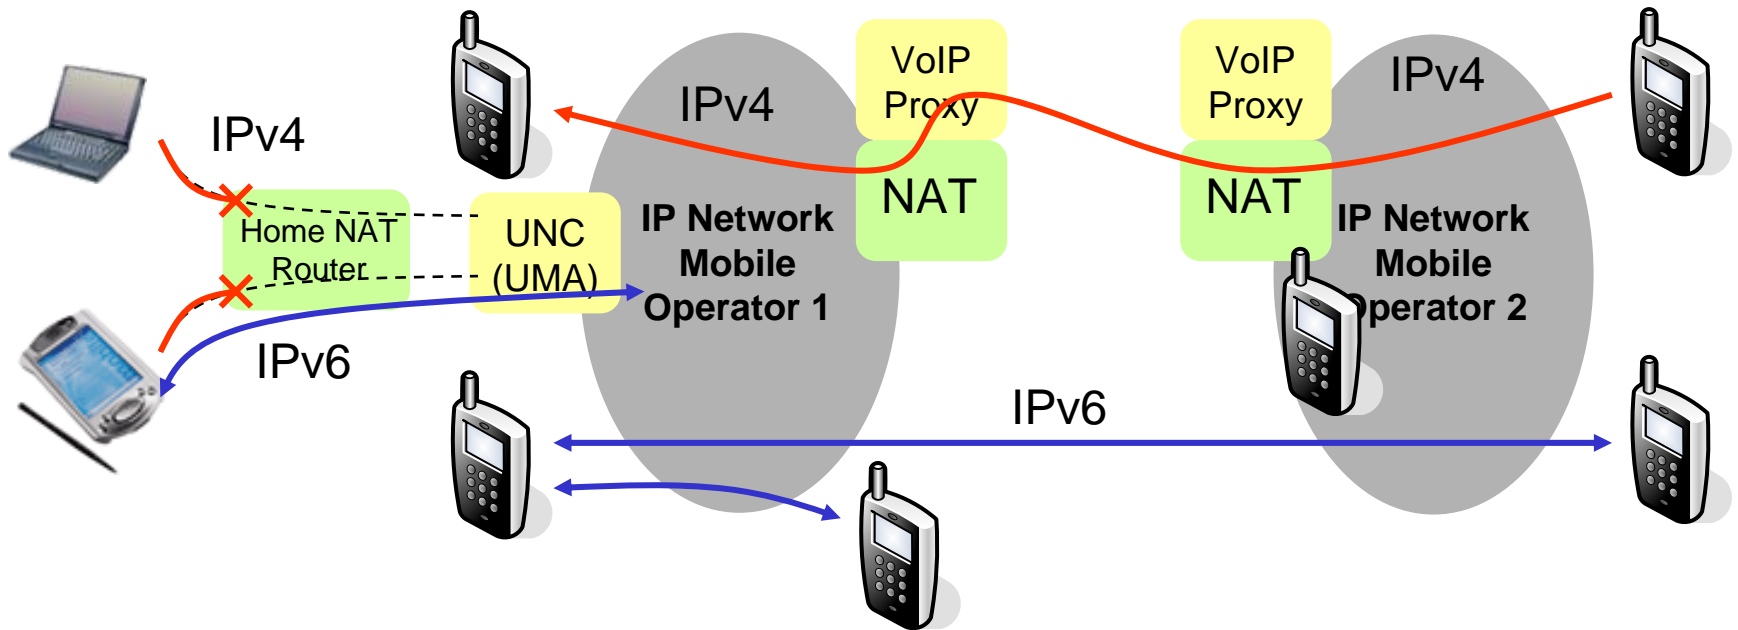 IPv4
Home NAT
Router
UNC
(UMA)
IPv6
IPv4
IP Network
Mobile
Operator 1
VoIP
Proxy
NAT
VoIP
Proxy
NAT
IPv4
IP Network
Mobile
Operator 2
IPv6